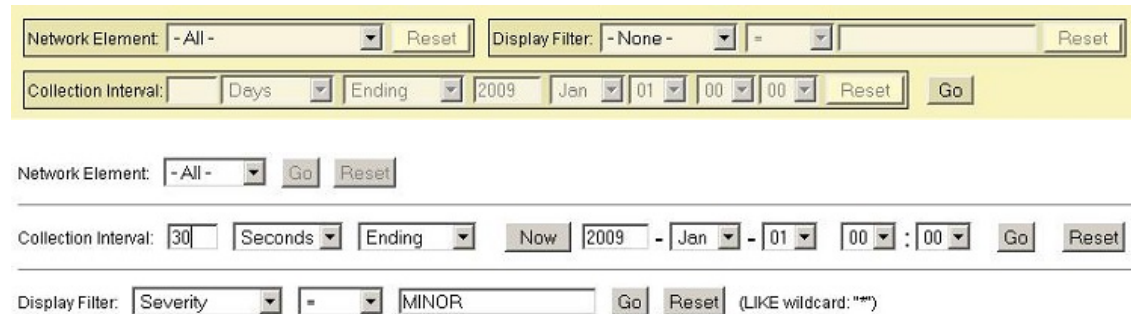 Network Element: - All - Reset Display Filter: - None - = Reset
Collection Interval: Days Ending 2009 Jan 01 00 00 Reset Go
Network Element: - All - Go Reset
Collection Interval: 30 Seconds Ending Now 2009 - Jan - 01 00 : 00 Go Reset
Display Filter: Severity = MINOR Go Reset (LIKE wildcard: "*")